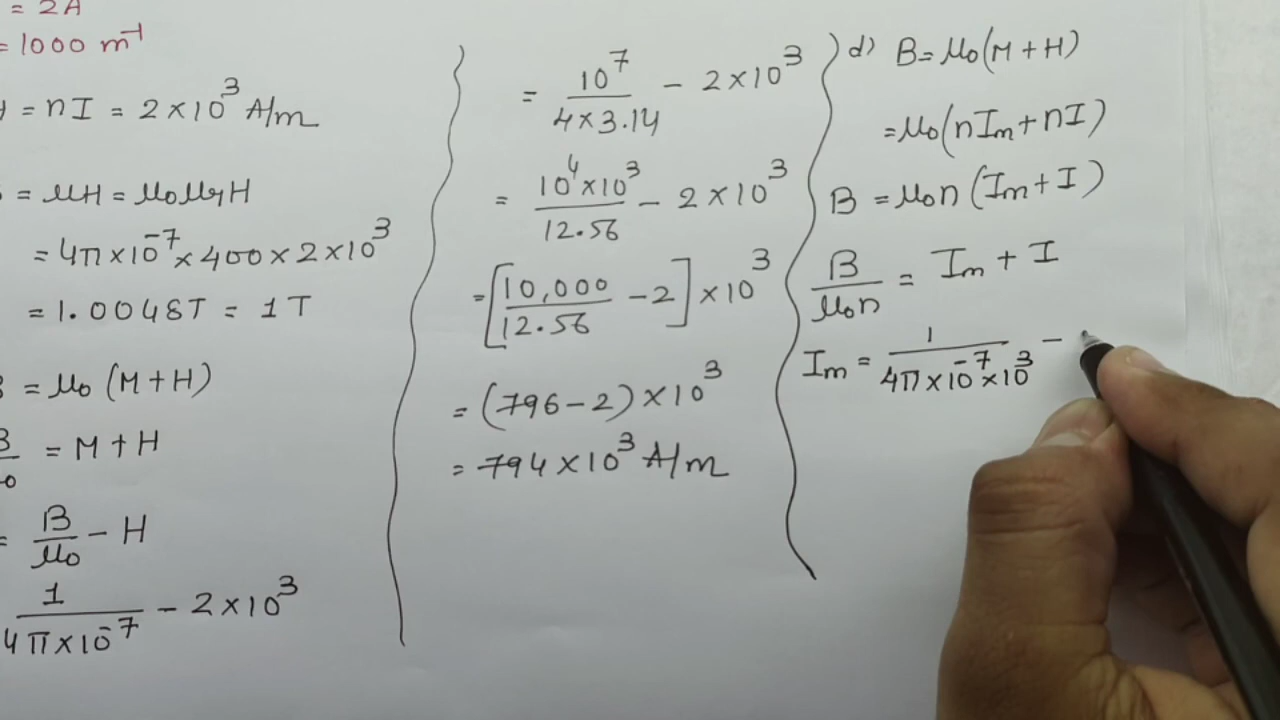 = 2A
= 1000 m⁻¹
= nI = 2×10³ A/m
= μH = μ₀μᵣH
= 4π×10⁻⁷×400×2×10³
= 1.0048T = 1T
= μ₀(M+H)
= M+H
= B/μ₀ - H
1/4π×10⁻⁷ - 2×10³
= 10⁷/4×3.14 - 2×10³
= 10⁴×10³/12.56 - 2×10³
= [10,000/12.56 - 2]×10³
= (796-2)×10³
= 794×10³ A/m
d) B = μ₀(M+H)
= μ₀(nIₘ+nI)
B = μ₀n(Iₘ+I)
B/μ₀n = Iₘ+I
Iₘ = 1/4π×10⁻⁷×10³ -